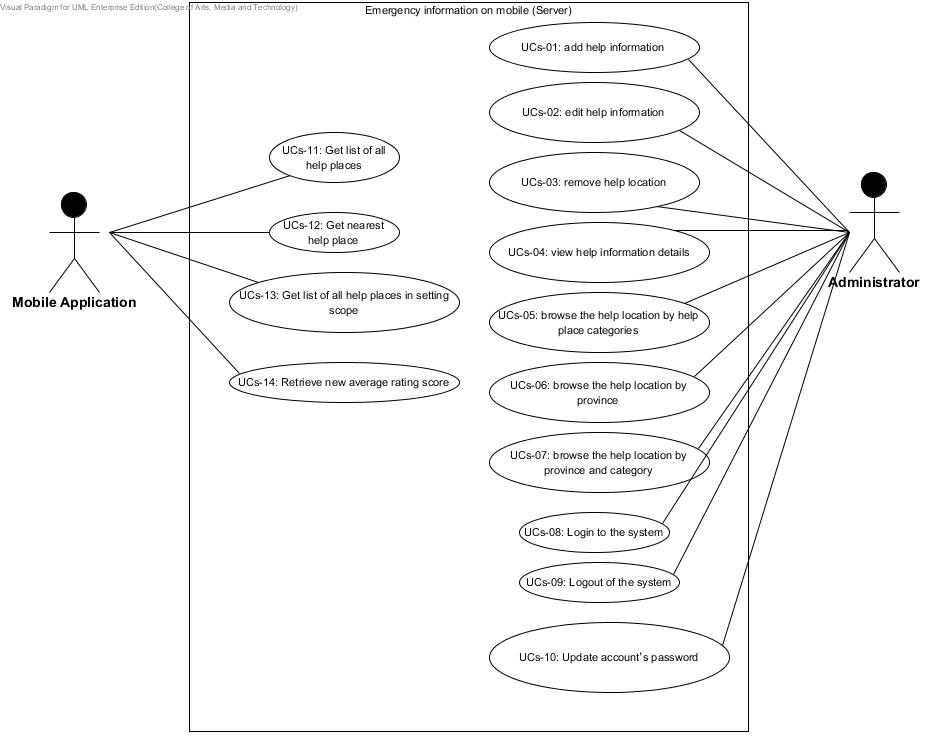 Visual Paradigm for UML Enterprise Edition(College of Arts, Media and Technology)
Emergency information on mobile (Server)
UCs-01: add help information
UCs-02: edit help information
UCs-03: remove help location
UCs-04: view help information details
UCs-05: browse the help location by help
place categories
UCs-06: browse the help location by
province
UCs-07: browse the help location by
province and category
UCs-08: Login to the system
UCs-09: Logout of the system
UCs-10: Update account's password
UCs-11: Get list of all
help places
UCs-12: Get nearest
help place
UCs-13: Get list of all help places in setting
scope
UCs-14: Retrieve new average rating score
Mobile Application
Administrator